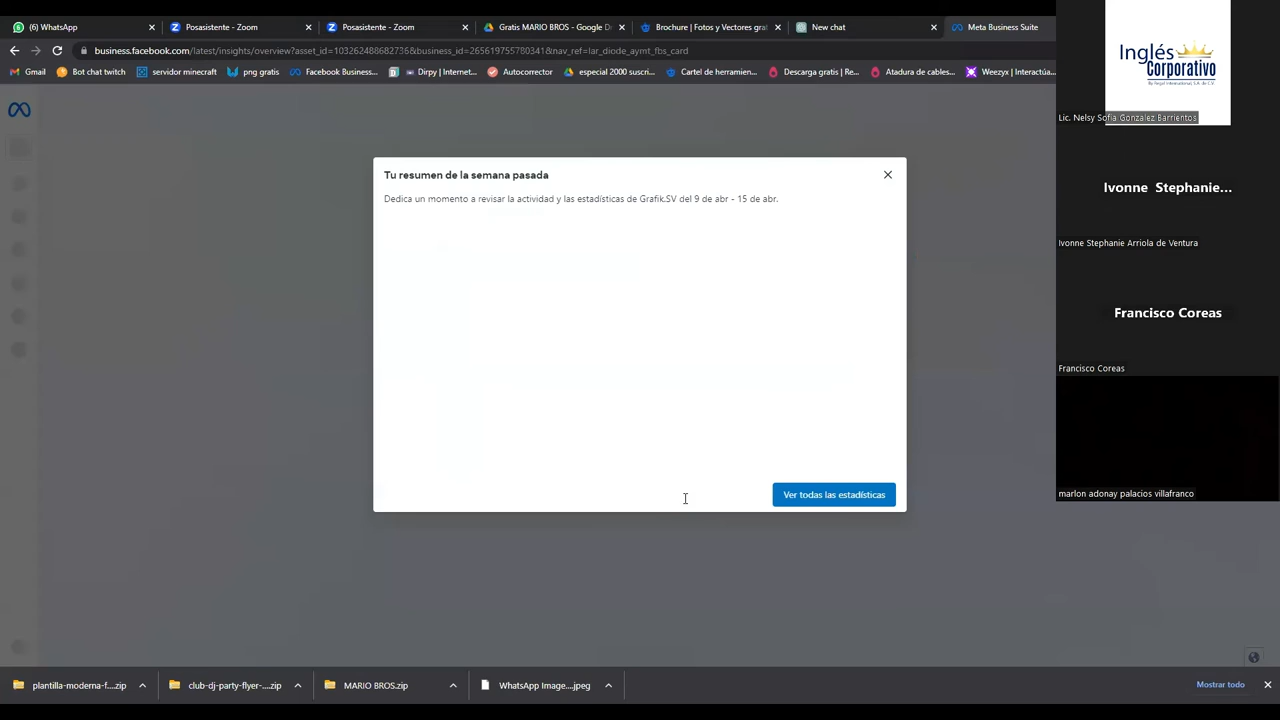 (6) WhatsApp
Posasistente - Zoom
Posasistente - Zoom
Gratis MARIO BROS - Google D
Brochure | Fotos y Vectores grat
New chat
Meta Business Suite
business.facebook.com/latest/insights/overview?asset_id=103262488682736&business_id=265619755780341&nav_ref=lar_diode_aymt_fbs_card
Gmail
Bot chat twitch
servidor minecraft
png gratis
Facebook Business...
Dirpy | Internet...
Autocorrector
especial 2000 suscri...
Cartel de herramien...
Descarga gratis | Re...
Atadura de cables...
Weezyx | Interactúa...
Inglés
Corporativo
Lic. Nelsy Sofia Gonzalez Barrientos
Tu resumen de la semana pasada
Dedica un momento a revisar la actividad y las estadísticas de Grafik.SV del 9 de abr - 15 de abr.
Ivonne Stephanie...
Ivonne Stephanie Arriola de Ventura
Francisco Coreas
Francisco Coreas
marlon adonay palacios villafranco
Ver todas las estadísticas
plantilla-moderna-f....zip
club-dj-party-flyer-....zip
MARIO BROS.zip
WhatsApp Image....jpeg
Mostrar todo